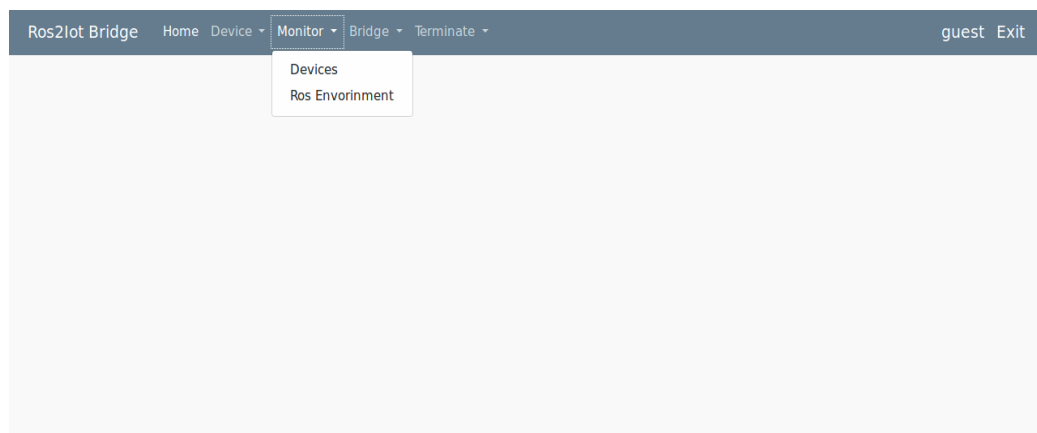 Ros2Iot Bridge Home Device Monitor Bridge Terminate guest Exit
Devices
Ros Envorinment